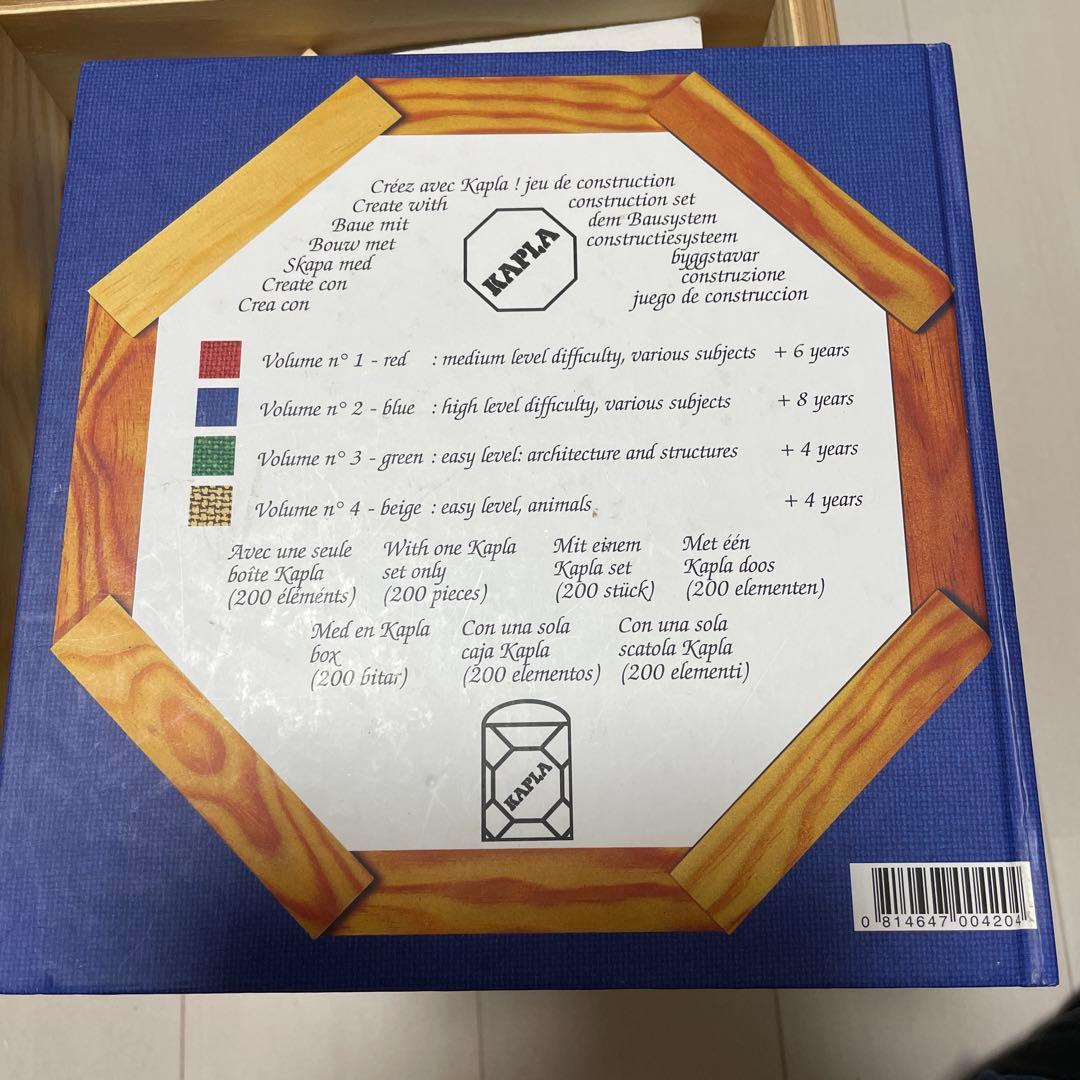 Créez avec Kapla ! jeu de construction
Create with construction set
Baue mit dem Bausystem
Bouw met constructiesysteem
Skapa med byggstavar
Create con construzione
Crea con juego de construccion
KAPLA
Volume n° 1 - red : medium level difficulty, various subjects + 6 years
Volume n° 2 - blue : high level difficulty, various subjects + 8 years
Volume n° 3 - green : easy level: architecture and structures + 4 years
Volume n° 4 - beige : easy level, animals + 4 years
Avec une seule
boîte Kapla
(200 éléments)
With one Kapla
set only
(200 pieces)
Mit einem
Kapla set
(200 stück)
Met één
Kapla doos
(200 elementen)
Med en Kapla
box
(200 bitar)
Con una sola
caja Kapla
(200 elementos)
Con una sola
scatola Kapla
(200 elementi)
KAPLA
0 814647 004204